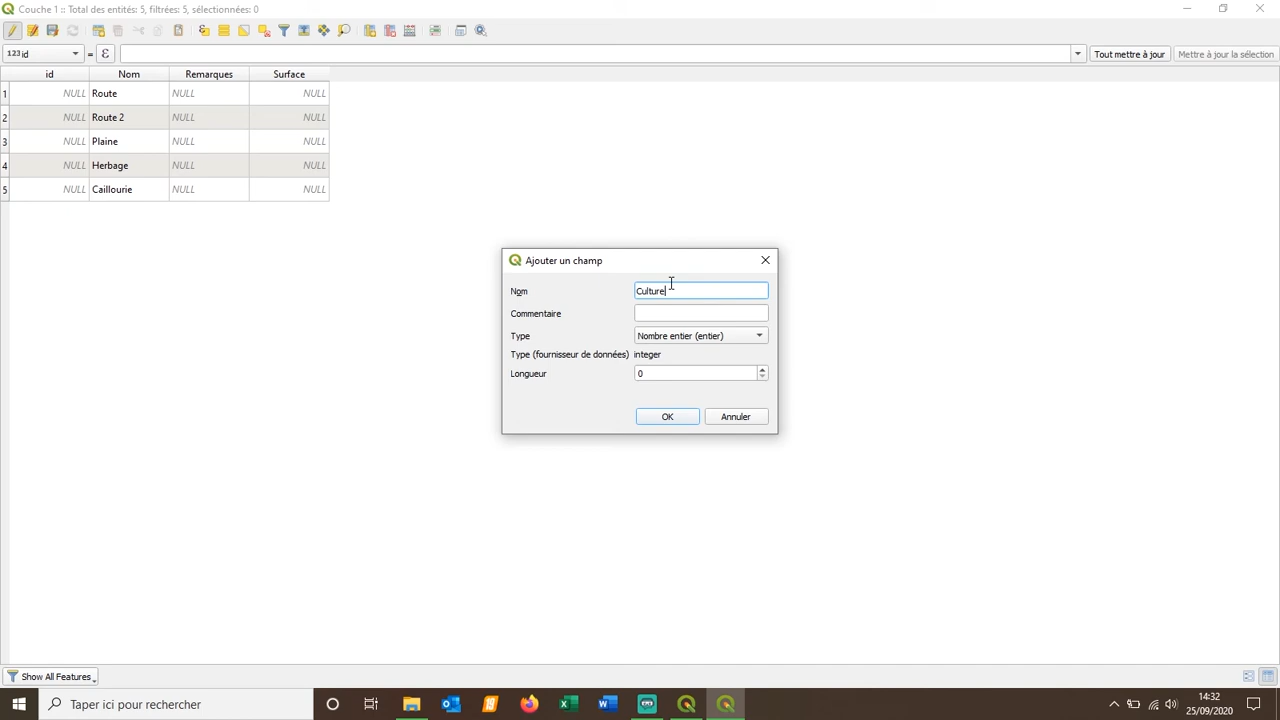 Couche 1 :: Total des entités: 5, filtrées: 5, sélectionnées: 0
123 id = ε Tout mettre à jour Mettre à jour la sélection
id Nom Remarques Surface
1 NULL Route NULL NULL
2 NULL Route 2 NULL NULL
3 NULL Plaine NULL NULL
4 NULL Herbage NULL NULL
5 NULL Caillourie NULL NULL
Ajouter un champ
Nom Culture
Commentaire
Type Nombre entier (entier)
Type (fournisseur de données) integer
Longueur 0
OK Annuler
Show All Features
Taper ici pour rechercher
14:32
25/09/2020